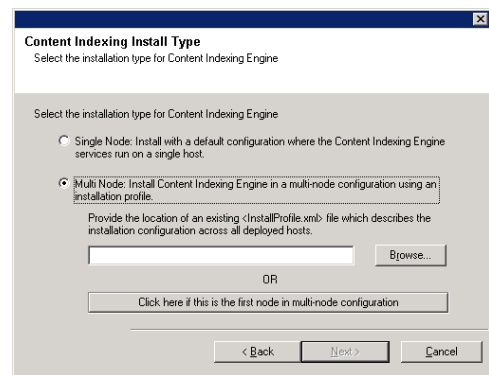 Content Indexing Install Type
Select the installation type for Content Indexing Engine
Select the installation type for Content Indexing Engine
Single Node: Install with a default configuration where the Content Indexing Engine
services run on a single host.
Multi Node: Install Content Indexing Engine in a multi-node configuration using an
installation profile.
Provide the location of an existing <InstallProfile.xml> file which describes the
installation configuration across all deployed hosts.
Browse...
OR
Click here if this is the first node in multi-node configuration
< Back Next > Cancel